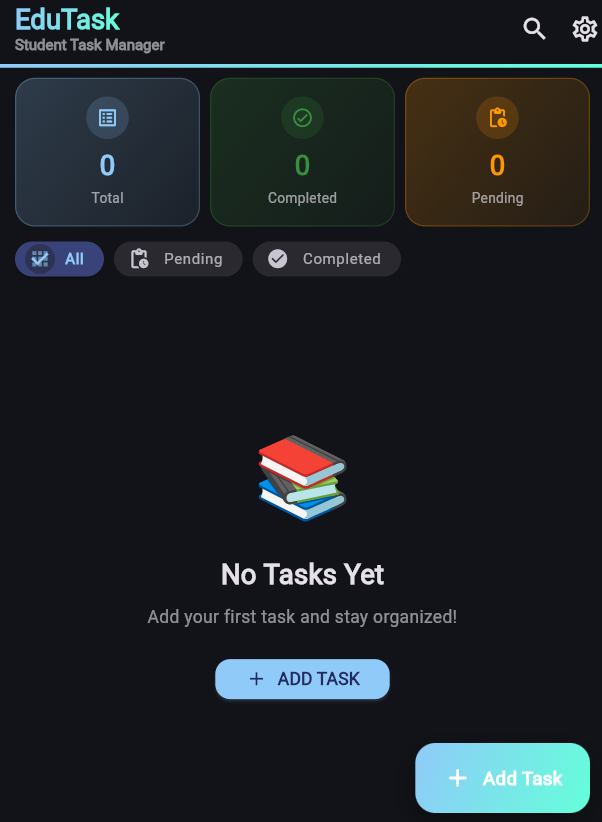 EduTask
Student Task Manager
0 0 0
Total Completed Pending
All Pending Completed
No Tasks Yet
Add your first task and stay organized!
+ ADD TASK
+ Add Task